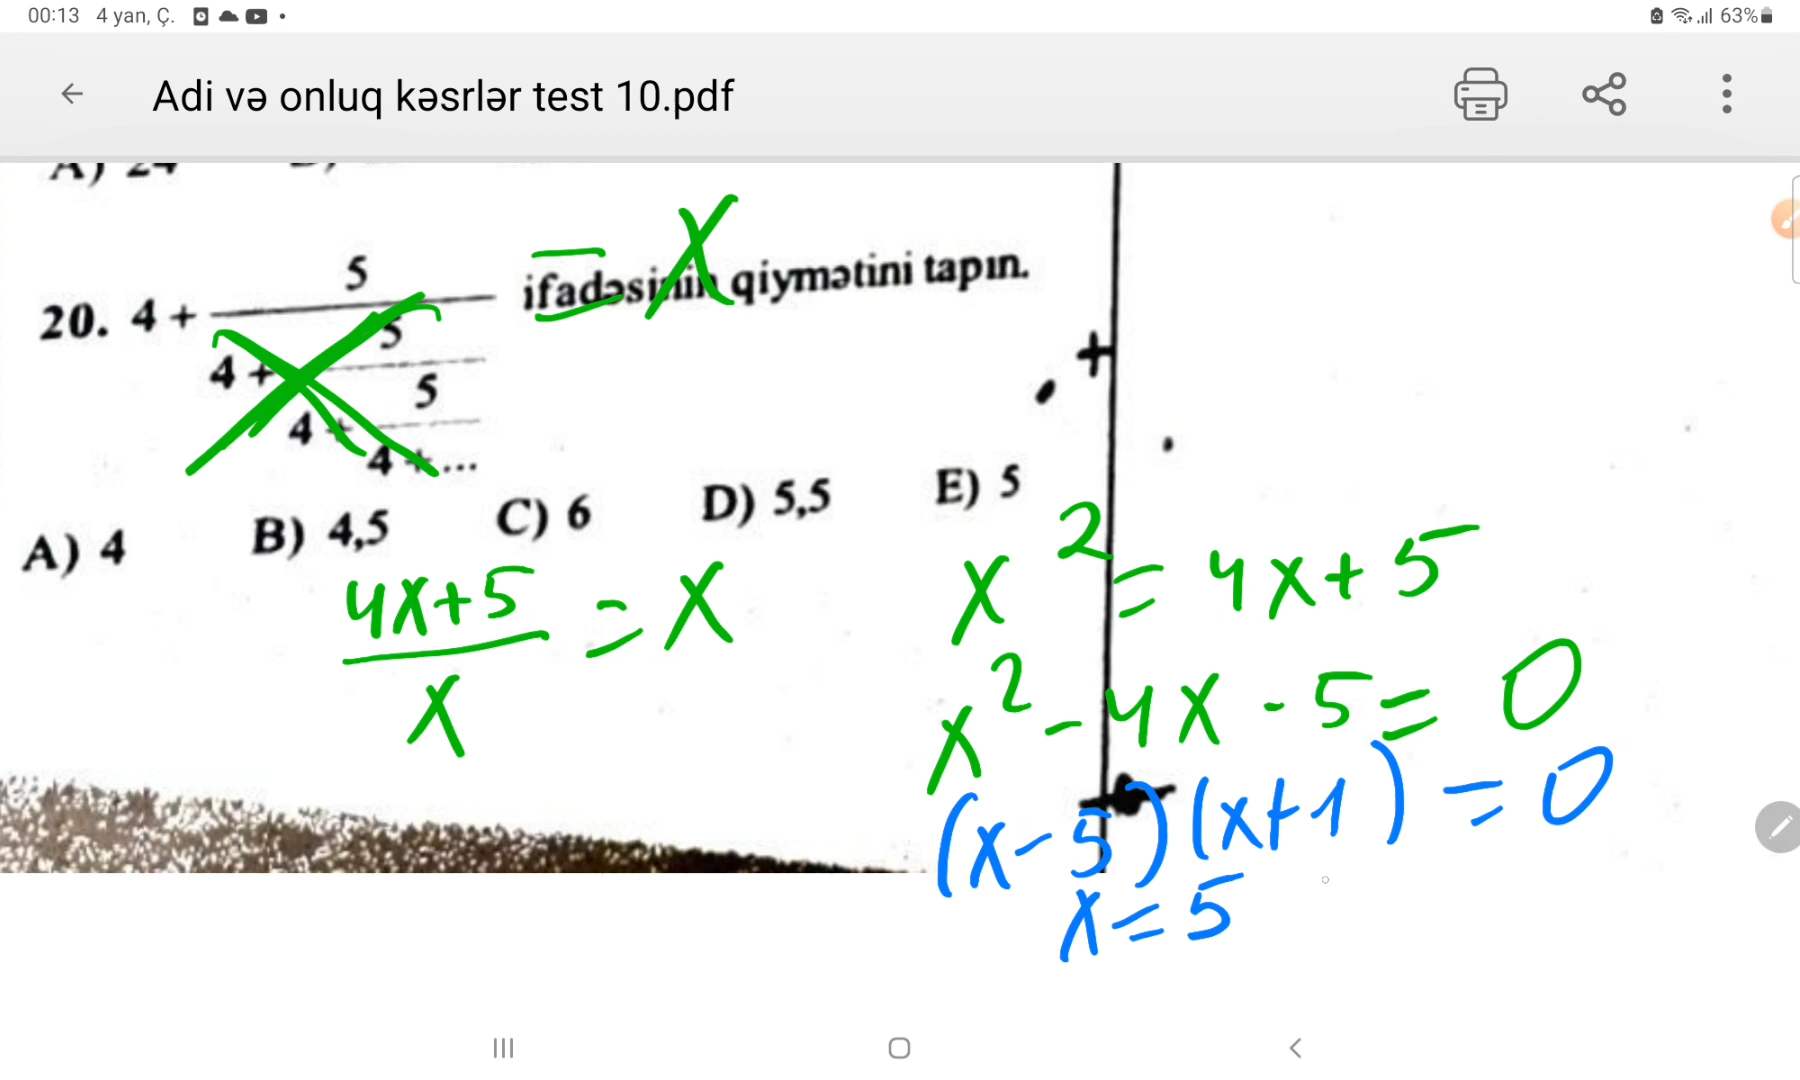 00:13 4 yan, Ç. 63%
Adi və onluq kəsrlər test 10.pdf
A) 24
20. 4 + 5 ifadəsinin qiymətini tapın. = X
4 + 5
4 + 5
4 + ...
A) 4 B) 4,5 C) 6 D) 5,5 E) 5
4x+5 = x
x
x² = 4x+5
x² - 4x - 5 = 0
(x-5)(x+1) = 0
x = 5